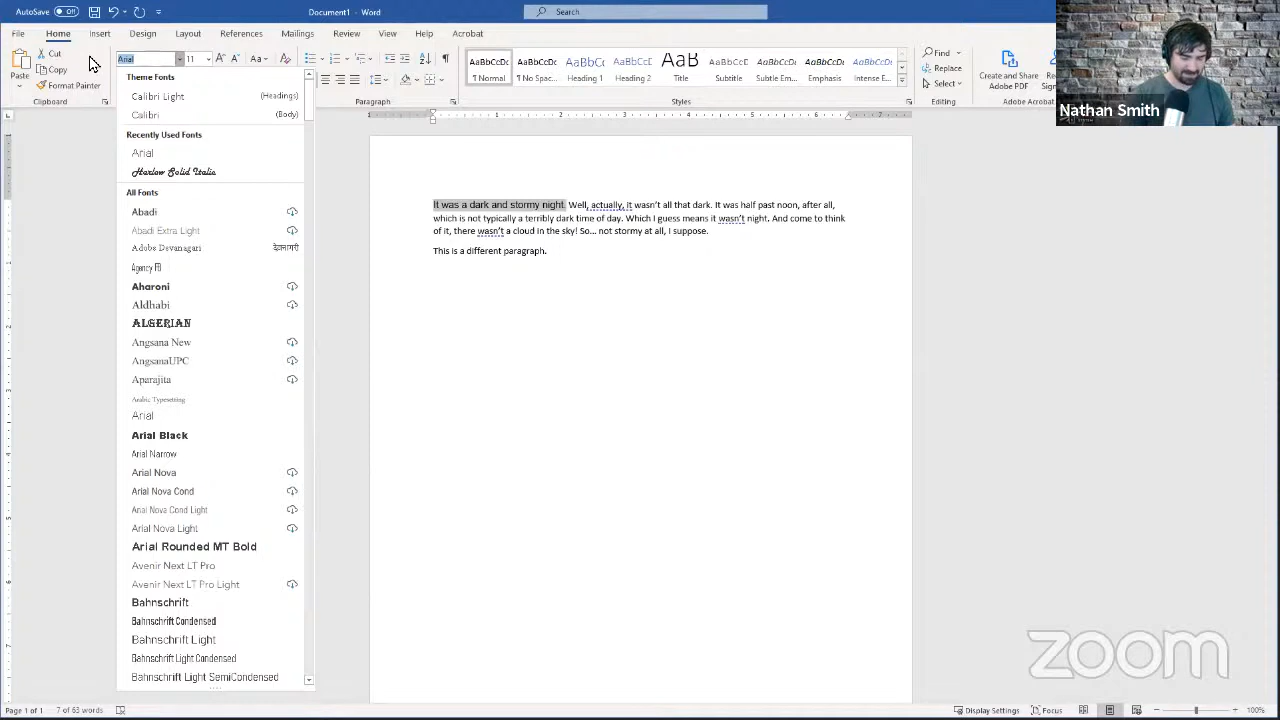 AutoSave Off
Document1 - Word
Search
File Home Insert Design Layout References Mailings Review View Help Acrobat
Paste
Cut
Copy
Format Painter
Clipboard
Arial 11
Theme Fonts
Calibri Light (Headings)
Calibri (Body)
Recently Used Fonts
Arial
Harlow Solid Italic
All Fonts
Abadi
Abadi Extra Light
Adobe Devanagari देवनागरी
Agency FB
Aharoni
Aldhabi
ALGERIAN
Angsana New
AngsanaUPC
Aparajita
Arabic Typesetting
Arial
Arial Black
Arial Narrow
Arial Nova
Arial Nova Cond
Arial Nova Cond Light
Arial Nova Light
Arial Rounded MT Bold
Avenir Next LT Pro
Avenir Next LT Pro Light
Bahnschrift
Bahnschrift Condensed
Bahnschrift Light
Bahnschrift Light Condensed
Bahnschrift Light SemiCondensed
Paragraph
AaBbCcDc AaBbCcDc AaBbCc AaBbCcC AaB AaBbCcC AaBbCcDc AaBbCcDc AaBbCcDc
¶ Normal ¶ No Spac... Heading 1 Heading 2 Title Subtitle Subtle Em... Emphasis Intense E...
Styles
Find
Replace
Select
Editing
Create and Share
Adobe PDF
Adobe Acrobat
Nathan Smith
It was a dark and stormy night. Well, actually, it wasn't all that dark. It was half past noon, after all,
which is not typically a terribly dark time of day. Which I guess means it wasn't night. And come to think
of it, there wasn't a cloud in the sky! So... not stormy at all, I suppose.
This is a different paragraph.
zoom
Page 1 of 1 7 of 63 words
Display Settings Focus 100%